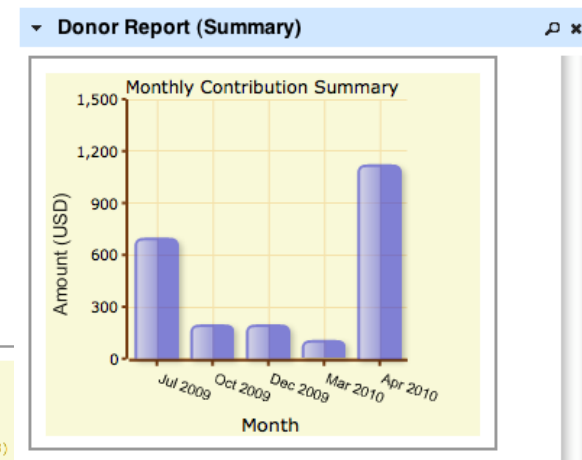 Donor Report (Summary)
Monthly Contribution Summary
1,500
1,200
900
600
300
0
Amount (USD)
Jul 2009
Oct 2009
Dec 2009
Mar 2010
Apr 2010
Month